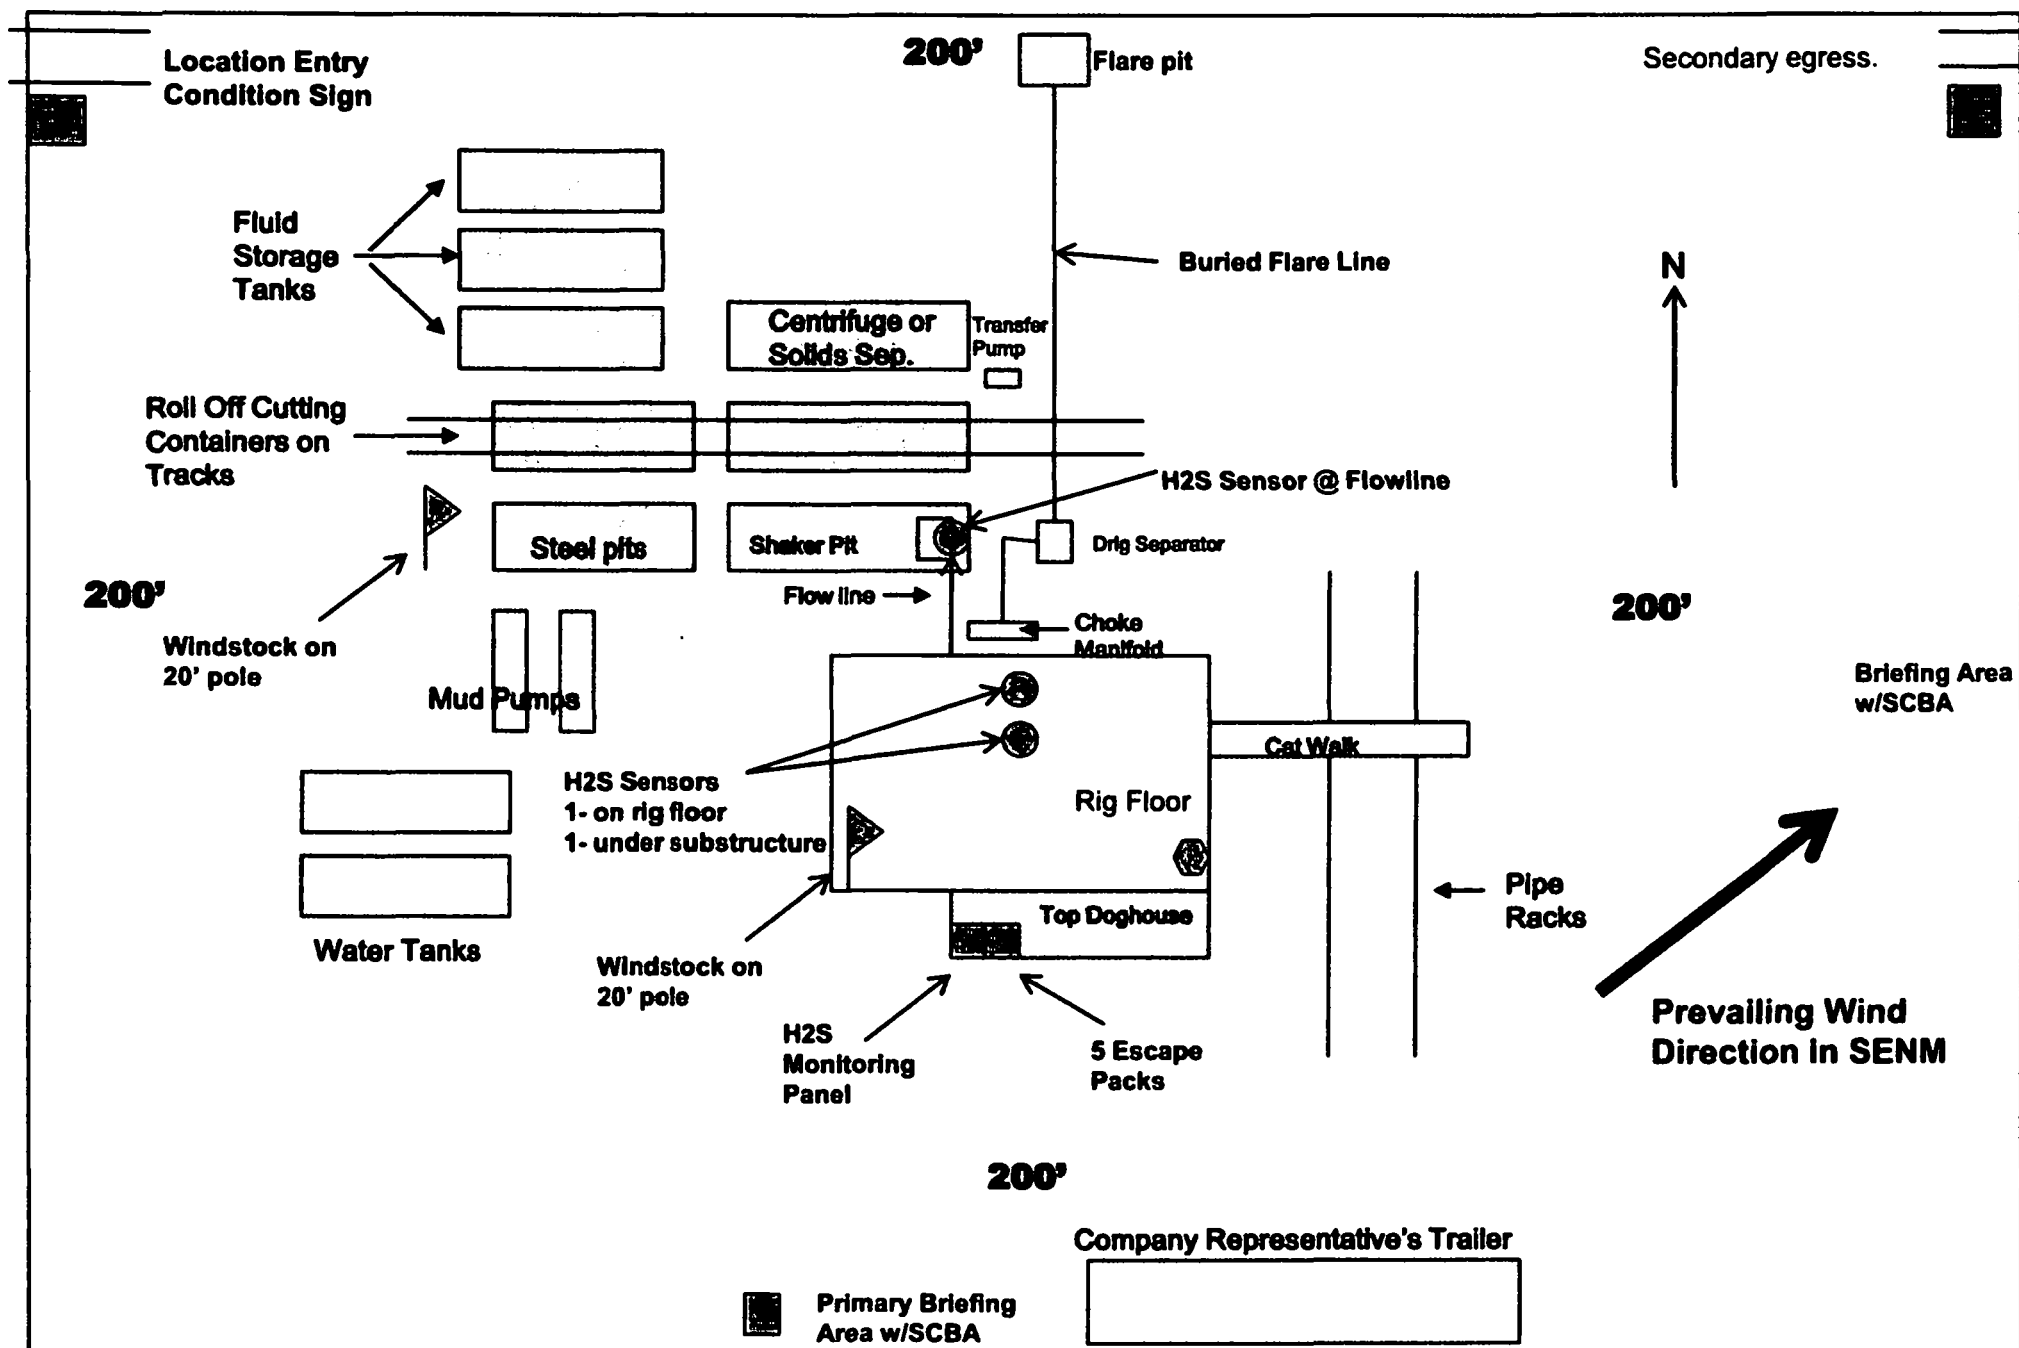 Location Entry
Condition Sign
200'
Flare pit
Secondary egress.
Fluid
Storage
Tanks
Buried Flare Line
N
Centrifuge or
Solids Sep.
Transfer
Pump
Roll Off Cutting
Containers on
Tracks
H2S Sensor @ Flowline
Steel pits
Shaker Pit
Drlg Separator
200'
Flow line
200'
Choke
Manifold
Windstock on
20' pole
Briefing Area
w/SCBA
Mud Pumps
Cat Walk
H2S Sensors
1- on rig floor
1- under substructure
Rig Floor
Pipe
Racks
Top Doghouse
Water Tanks
Windstock on
20' pole
Prevailing Wind
Direction in SENM
H2S
Monitoring
Panel
5 Escape
Packs
200'
Company Representative's Trailer
Primary Briefing
Area w/SCBA